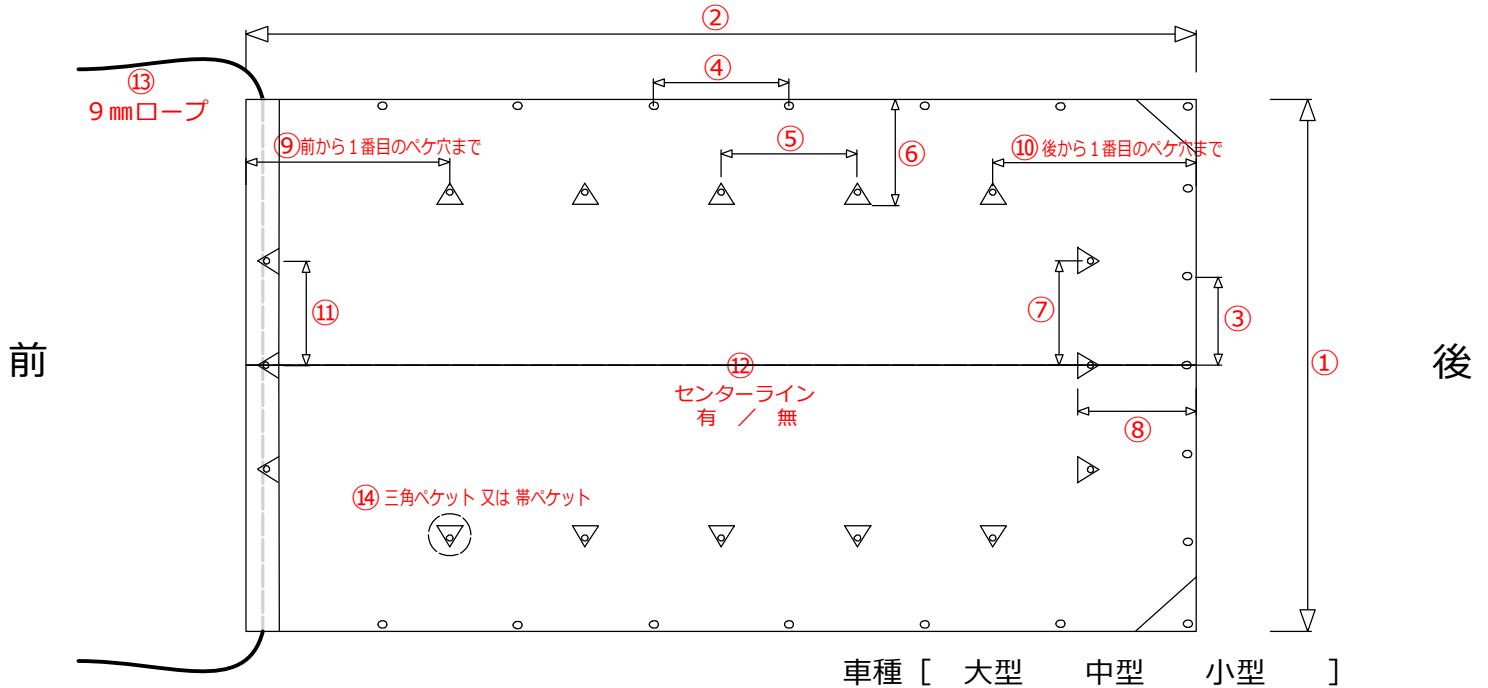 ②
④
⑬
9㎜ロープ
⑨前から1番目のペケ穴まで
⑤
⑥
⑩後から1番目のペケ穴まで
⑪
⑦
③
前
⑫
センターライン
有 ／ 無
①
後
⑧
⑭ 三角ペケット 又は 帯ペケット
車種 [ 大型 中型 小型 ]